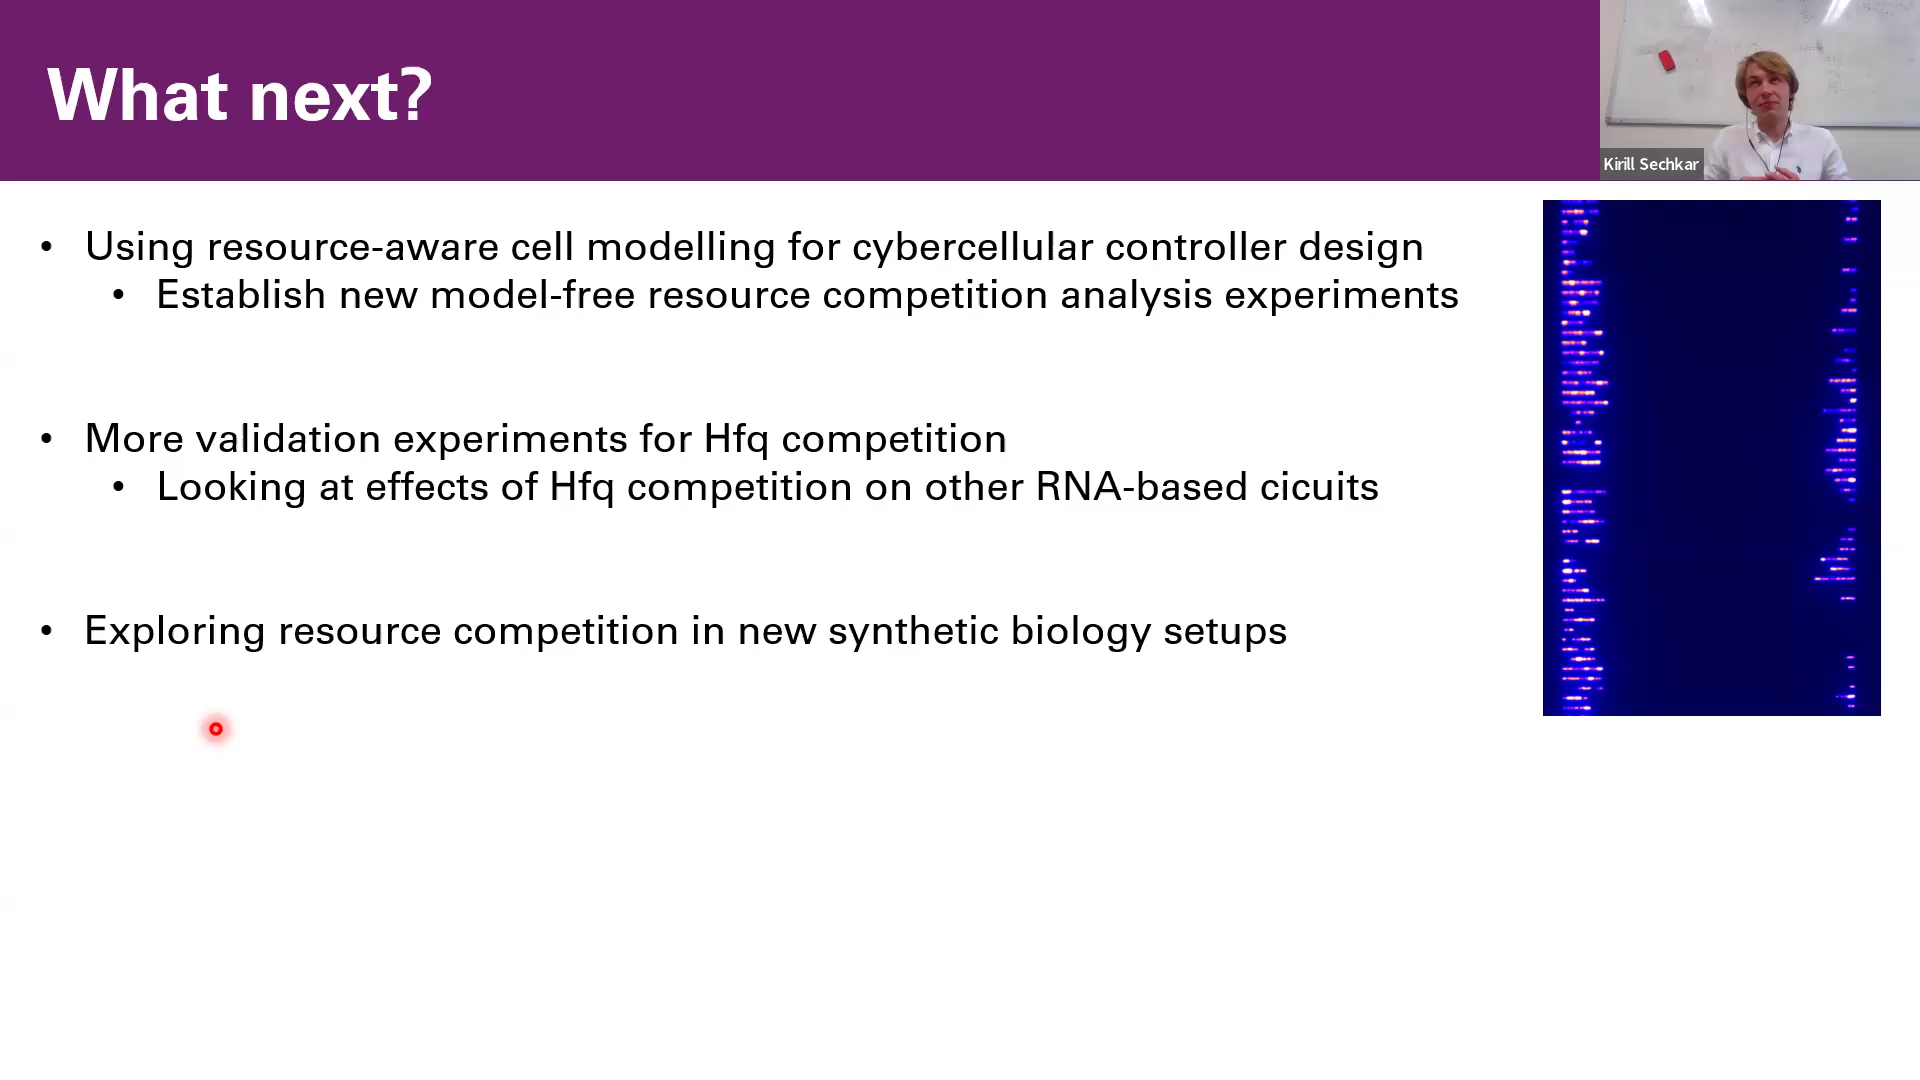 What next?
Kirill Sechkar
• Using resource-aware cell modelling for cybercellular controller design
• Establish new model-free resource competition analysis experiments
• More validation experiments for Hfq competition
• Looking at effects of Hfq competition on other RNA-based cicuits
• Exploring resource competition in new synthetic biology setups